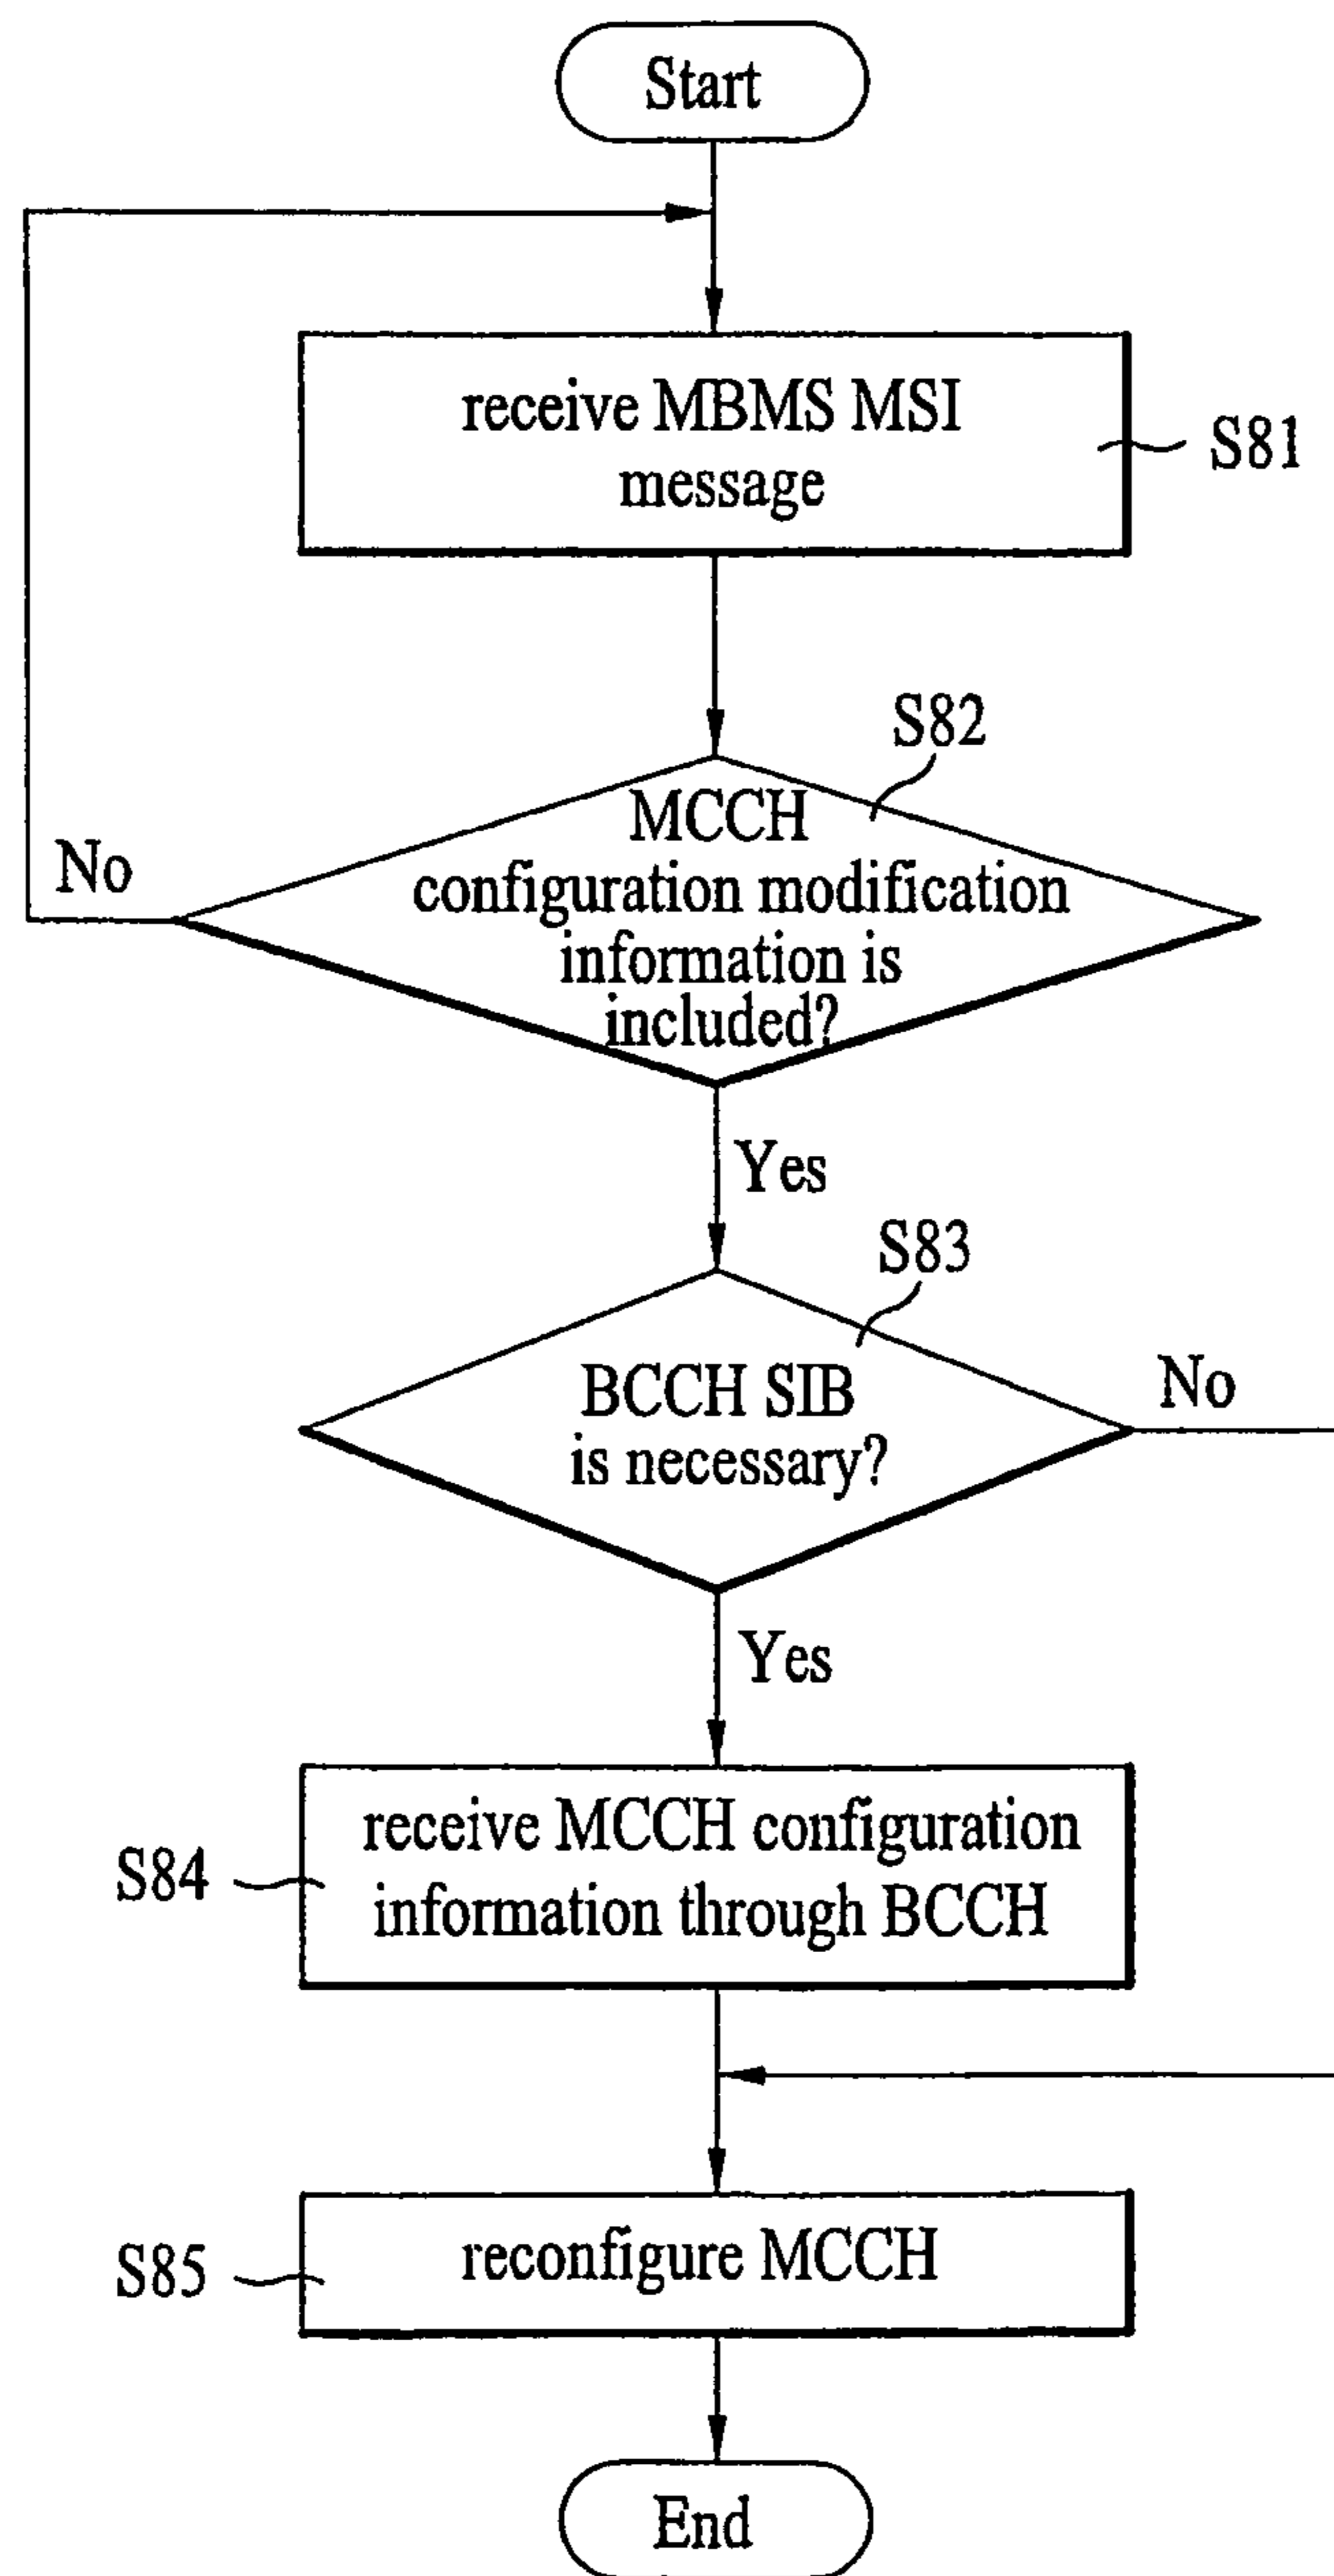 Start
receive MBMS MSI
message
S81
S82
MCCH
configuration modification
information is
included?
No
Yes
S83
BCCH SIB
is necessary?
No
Yes
receive MCCH configuration
information through BCCH
S84
reconfigure MCCH
S85
End